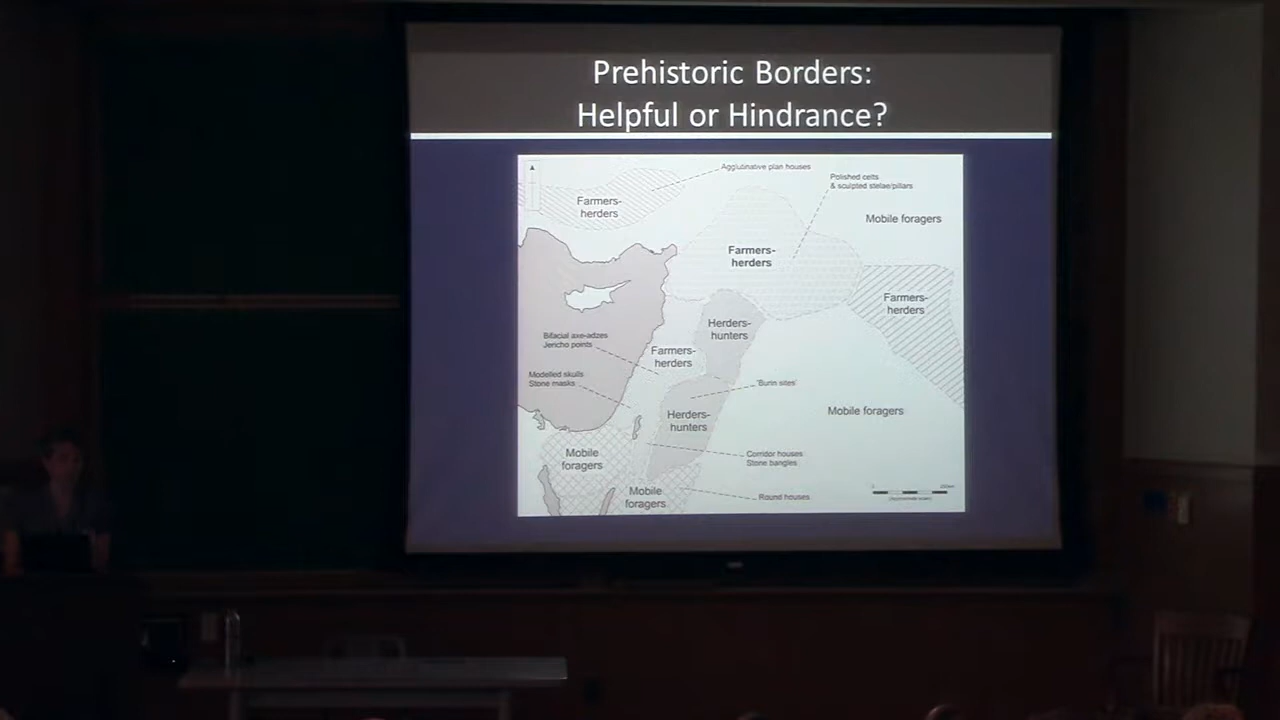 Prehistoric Borders:
Helpful or Hindrance?
Agglutinative plan houses
Polished celts
& sculpted stelae/pillars
Farmers-
herders
Mobile foragers
Farmers-
herders
Farmers-
herders
Herders-
hunters
Bifacial axe-adzes
Jericho points
Farmers-
herders
Modelled skulls
Stone masks
'Burin sites'
Herders-
hunters
Mobile foragers
Mobile
foragers
Corridor houses
Stone bangles
Mobile
foragers
Round houses